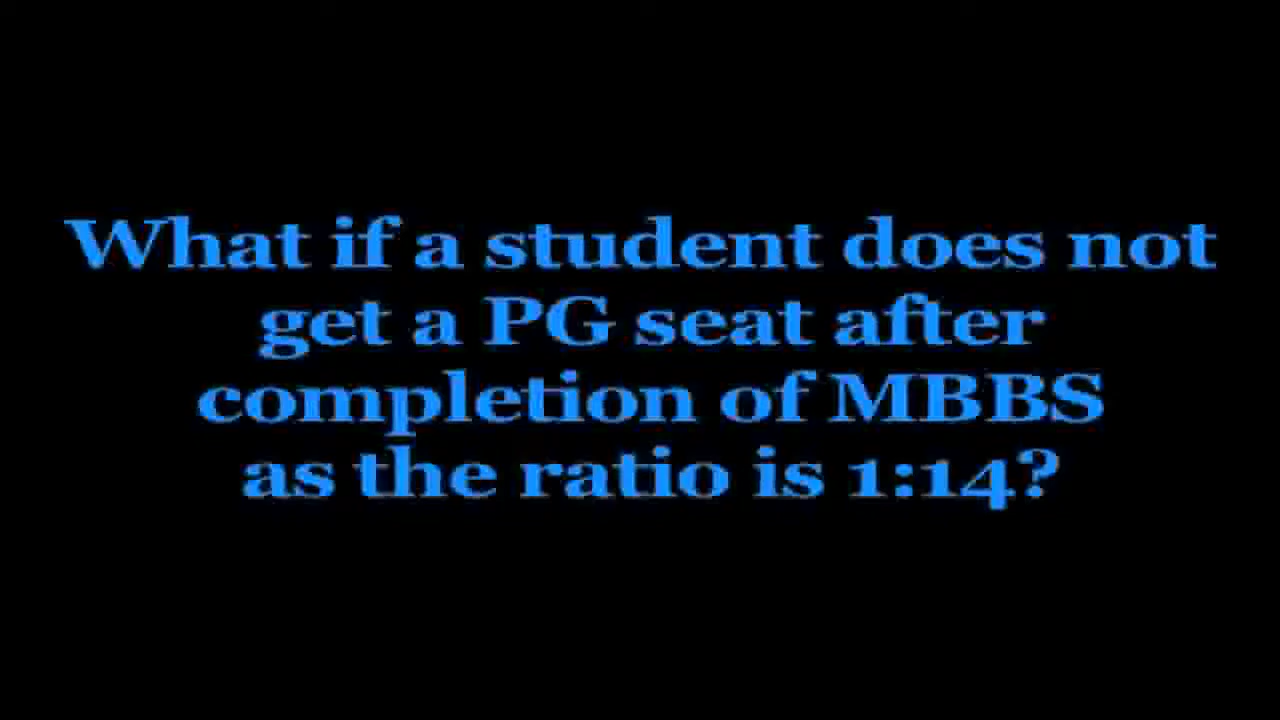 What if a student does not
get a PG seat after
completion of MBBS
as the ratio is 1:14?